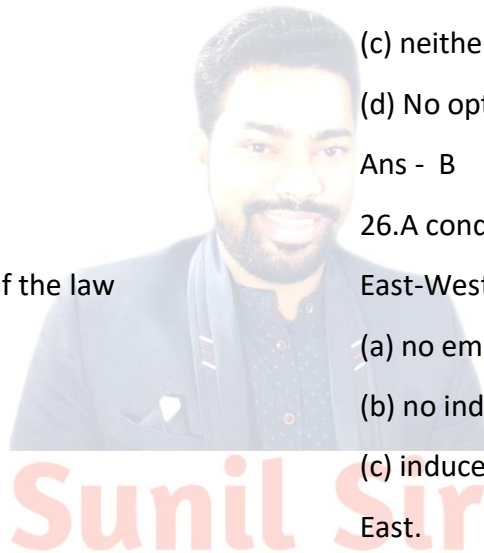 f the law
(c) neithe
(d) No opt
Ans - B
26.A cond
East-West
(a) no em
(b) no ind
(c) induce
East.
Sunil Sir